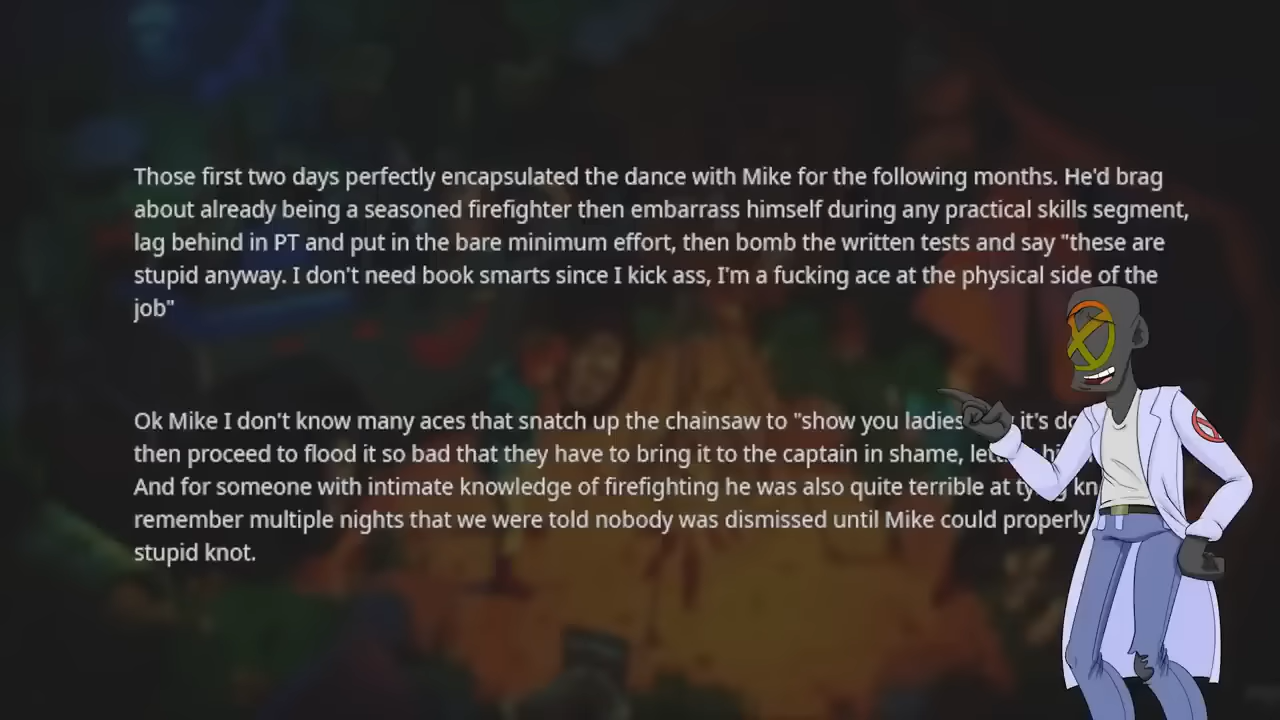 Those first two days perfectly encapsulated the dance with Mike for the following months. He'd brag
about already being a seasoned firefighter then embarrass himself during any practical skills segment,
lag behind in PT and put in the bare minimum effort, then bomb the written tests and say "these are
stupid anyway. I don't need book smarts since I kick ass, I'm a fucking ace at the physical side of the
job"
Ok Mike I don't know many aces that snatch up the chainsaw to "show you ladies it's
then proceed to flood it so bad that they have to bring it to the captain in shame,
And for someone with intimate knowledge of firefighting he was also quite terrible at
remember multiple nights that we were told nobody was dismissed until Mike could properly
stupid knot.